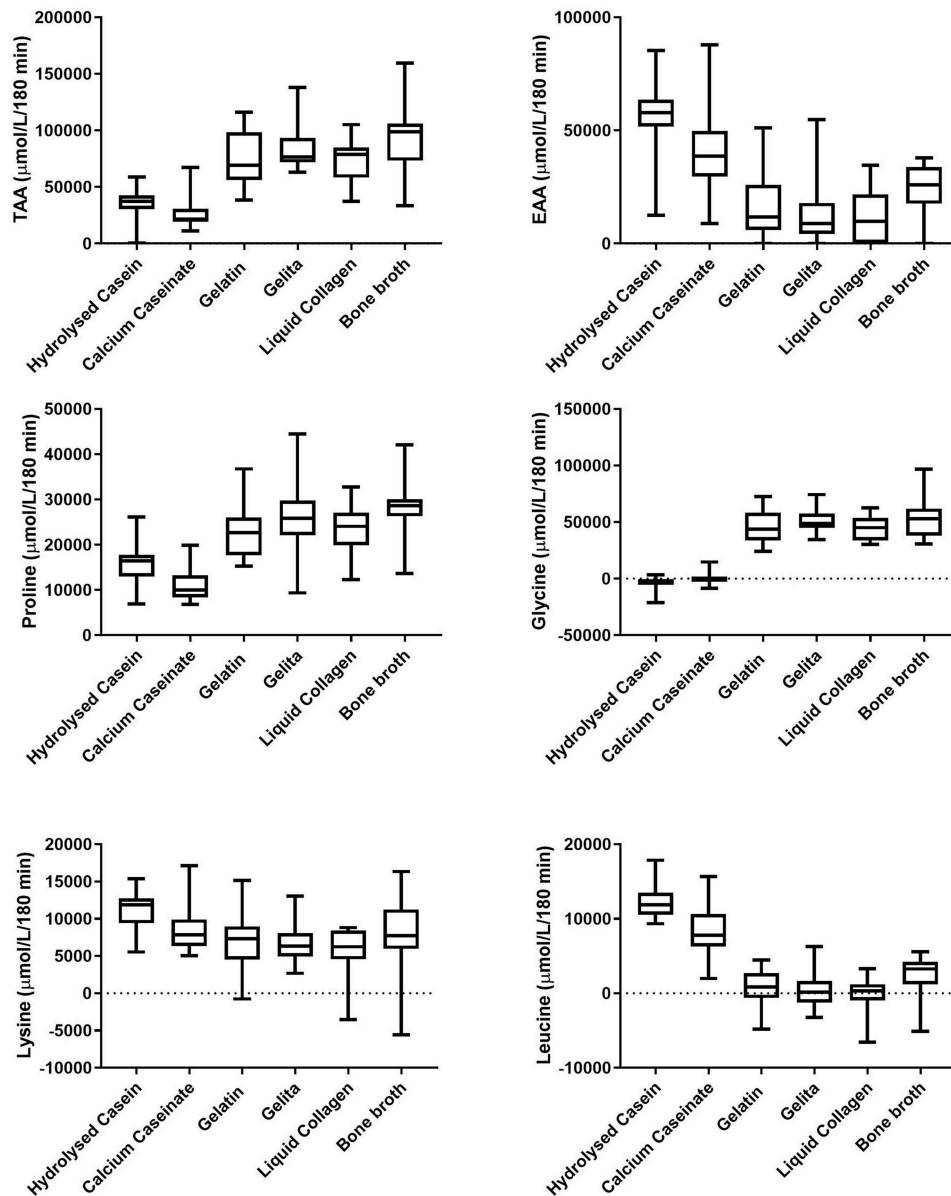 TAA (μmol/L/180 min)
200000
150000
100000
50000
0
Hydrolysed Casein
Calcium Caseinate
Gelatin
Gelita
Liquid Collagen
Bone broth
EAA (μmol/L/180 min)
100000
50000
0
Hydrolysed Casein
Calcium Caseinate
Gelatin
Gelita
Liquid Collagen
Bone broth
Proline (μmol/L/180 min)
50000
40000
30000
20000
10000
0
Hydrolysed Casein
Calcium Caseinate
Gelatin
Gelita
Liquid Collagen
Bone broth
Glycine (μmol/L/180 min)
150000
100000
50000
0
-50000
Hydrolysed Casein
Calcium Caseinate
Gelatin
Gelita
Liquid Collagen
Bone broth
Lysine (μmol/L/180 min)
20000
15000
10000
5000
0
-5000
-10000
Hydrolysed Casein
Calcium Caseinate
Gelatin
Gelita
Liquid Collagen
Bone broth
Leucine (μmol/L/180 min)
20000
10000
0
-10000
Hydrolysed Casein
Calcium Caseinate
Gelatin
Gelita
Liquid Collagen
Bone broth